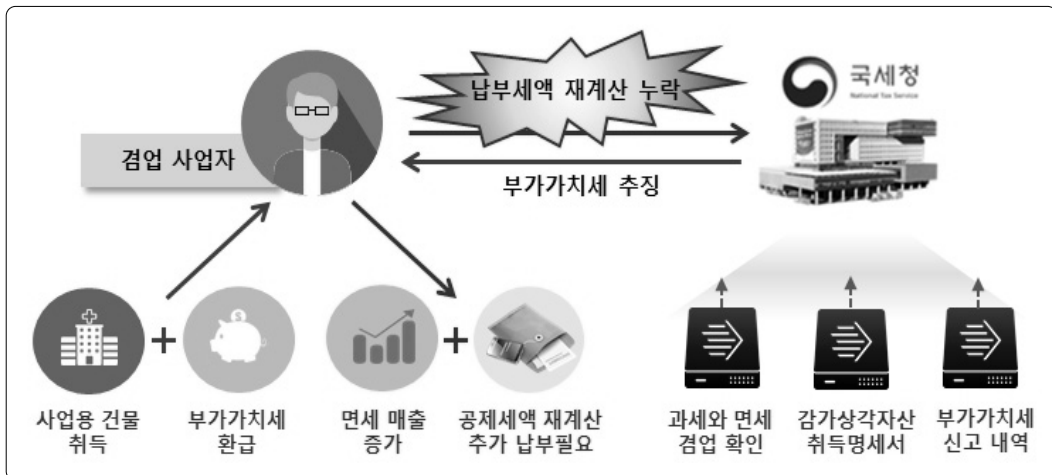 납부세액 재계산 누락
국세청
National Tax Service
겸업 사업자
부가가치세 추징
사업용 건물
취득
부가가치세
환급
면세 매출
증가
공제세액 재계산
추가 납부필요
과세와 면세
겸업 확인
감가상각자산
취득명세서
부가가치세
신고 내역